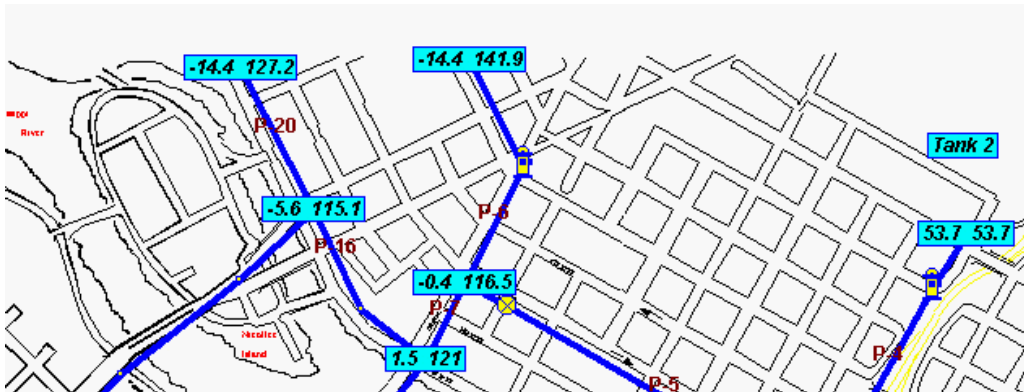 -14.4 127.2
-14.4 141.9
P-20
River
Tank 2
-5.6 115.1
P-6
P-16
53.7 53.7
-0.4 116.5
P-7
Island
1.5 121
P-4
P-5